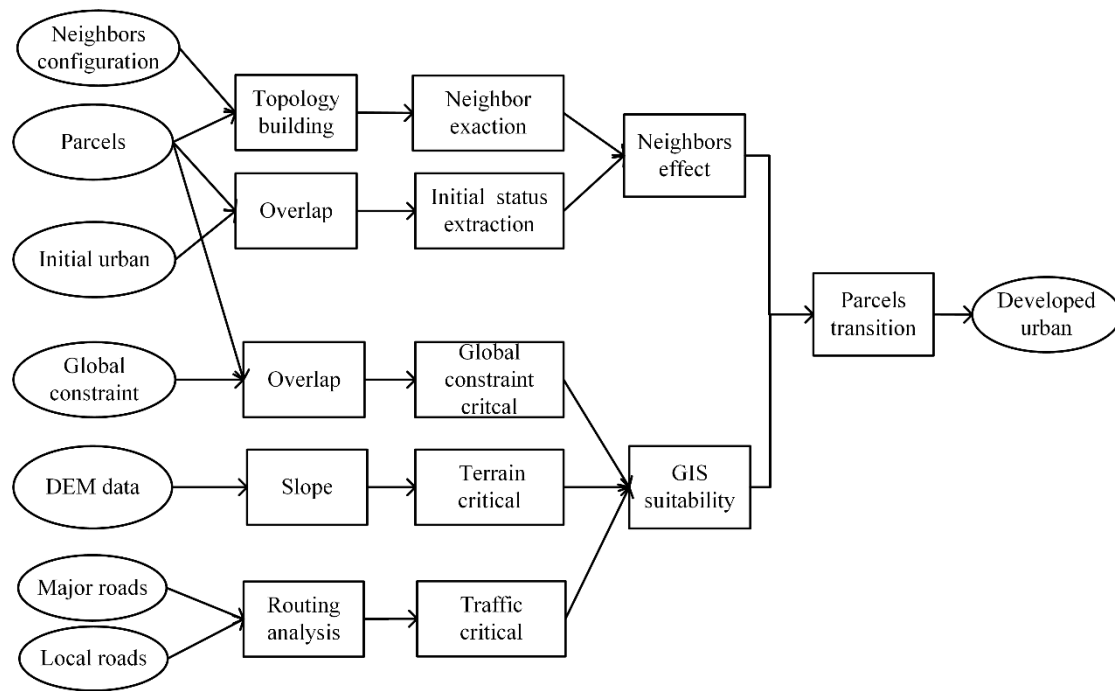 Neighbors
configuration
Topology
building
Neighbor
exaction
Parcels
Neighbors
effect
Overlap
Initial status
extraction
Initial urban
Parcels
transition
Developed
urban
Global
constraint
Overlap
Global
constraint
critcal
DEM data
Slope
Terrain
critical
GIS
suitability
Major roads
Routing
analysis
Traffic
critical
Local roads